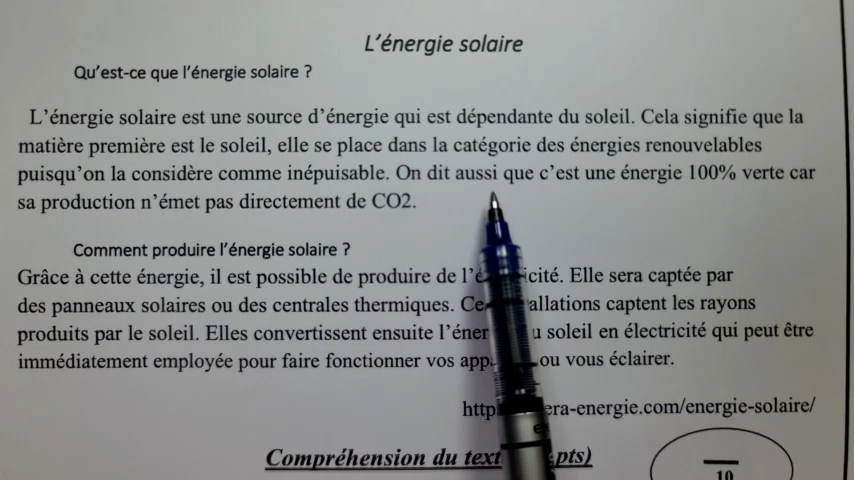 L'énergie solaire
Qu'est-ce que l'énergie solaire ?
L'énergie solaire est une source d'énergie qui est dépendante du soleil. Cela signifie que la
matière première est le soleil, elle se place dans la catégorie des énergies renouvelables
puisqu'on la considère comme inépuisable. On dit aussi que c'est une énergie 100% verte car
sa production n'émet pas directement de CO2.
Comment produire l'énergie solaire ?
Grâce à cette énergie, il est possible de produire de Elle sera captée par
des panneaux solaires ou des centrales thermiques. captent les rayons
produits par le soleil. Elles convertissent ensuite soleil en électricité qui peut être
immédiatement employée pour faire fonctionner vos ou vous éclairer.
era-energie.com/energie-solaire/
Compréhension du pts)
10